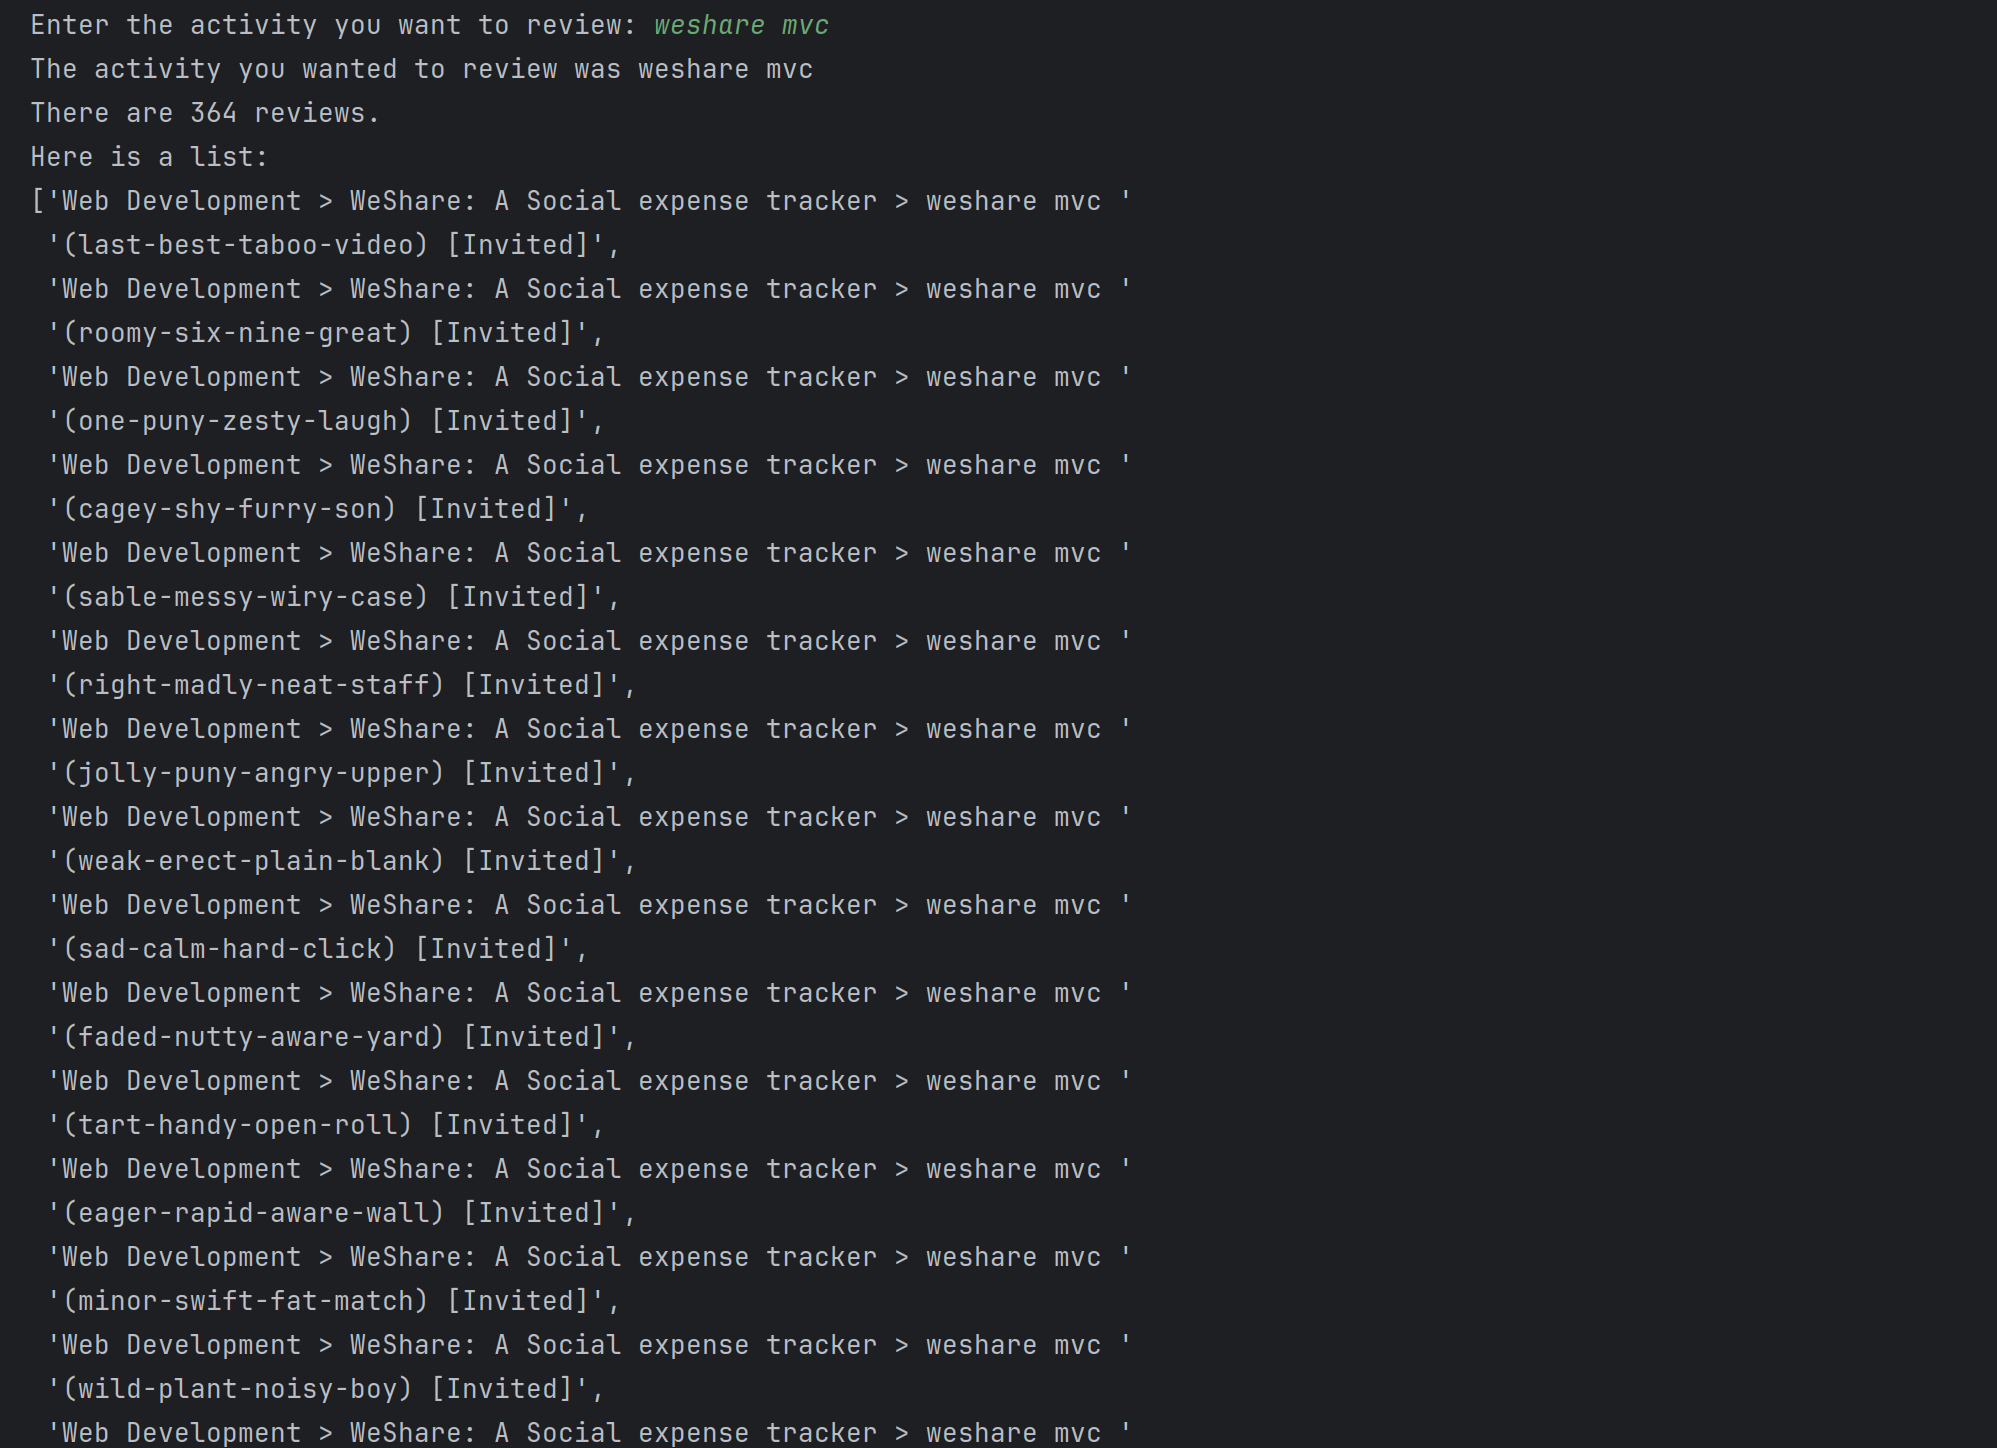 Enter the activity you want to review: weshare mvc
The activity you wanted to review was weshare mvc
There are 364 reviews.
Here is a list:
['Web Development > WeShare: A Social expense tracker > weshare mvc '
 '(last-best-taboo-video) [Invited]',
 'Web Development > WeShare: A Social expense tracker > weshare mvc '
 '(roomy-six-nine-great) [Invited]',
 'Web Development > WeShare: A Social expense tracker > weshare mvc '
 '(one-puny-zesty-laugh) [Invited]',
 'Web Development > WeShare: A Social expense tracker > weshare mvc '
 '(cagey-shy-furry-son) [Invited]',
 'Web Development > WeShare: A Social expense tracker > weshare mvc '
 '(sable-messy-wiry-case) [Invited]',
 'Web Development > WeShare: A Social expense tracker > weshare mvc '
 '(right-madly-neat-staff) [Invited]',
 'Web Development > WeShare: A Social expense tracker > weshare mvc '
 '(jolly-puny-angry-upper) [Invited]',
 'Web Development > WeShare: A Social expense tracker > weshare mvc '
 '(weak-erect-plain-blank) [Invited]',
 'Web Development > WeShare: A Social expense tracker > weshare mvc '
 '(sad-calm-hard-click) [Invited]',
 'Web Development > WeShare: A Social expense tracker > weshare mvc '
 '(faded-nutty-aware-yard) [Invited]',
 'Web Development > WeShare: A Social expense tracker > weshare mvc '
 '(tart-handy-open-roll) [Invited]',
 'Web Development > WeShare: A Social expense tracker > weshare mvc '
 '(eager-rapid-aware-wall) [Invited]',
 'Web Development > WeShare: A Social expense tracker > weshare mvc '
 '(minor-swift-fat-match) [Invited]',
 'Web Development > WeShare: A Social expense tracker > weshare mvc '
 '(wild-plant-noisy-boy) [Invited]',
 'Web Development > WeShare: A Social expense tracker > weshare mvc '